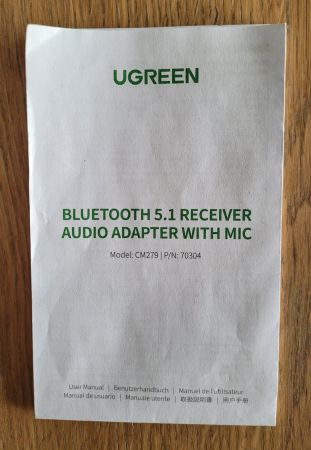 UGREEN
BLUETOOTH 5.1 RECEIVER
AUDIO ADAPTER WITH MIC
Model: CM279 | P/N: 70304
User Manual | Benutzerhandbuch | Manuel de l'utilisateur
Manual de usuario | Manuale utente | 取扱説明書 | 用户手册